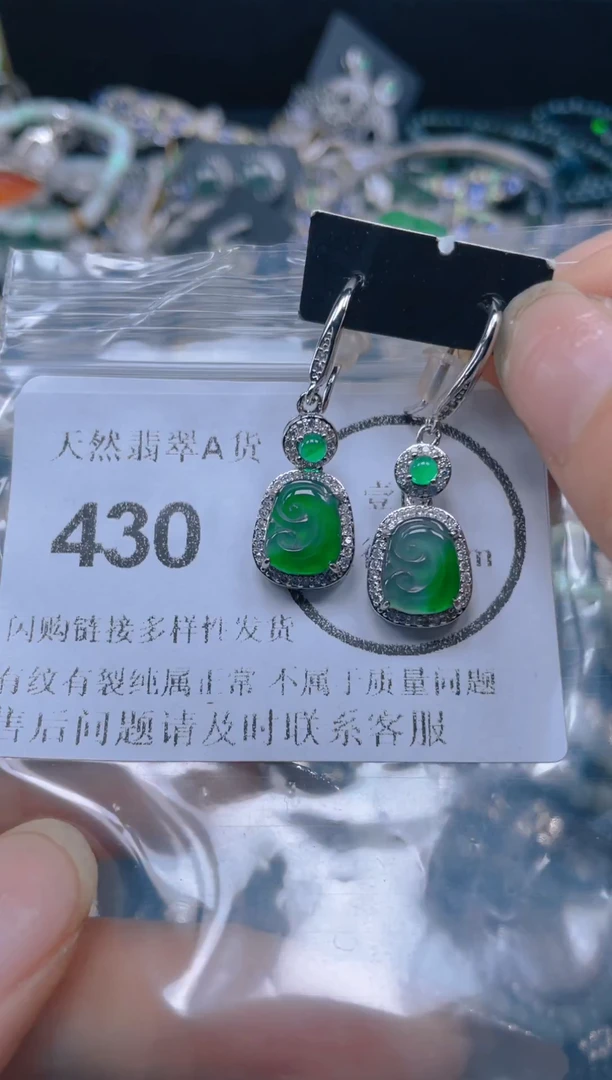 天然翡翠A货
壹
430
闪购链接多样性发货
有纹有裂纯属正常 不属于质量问题
售后问题请及时联系客服